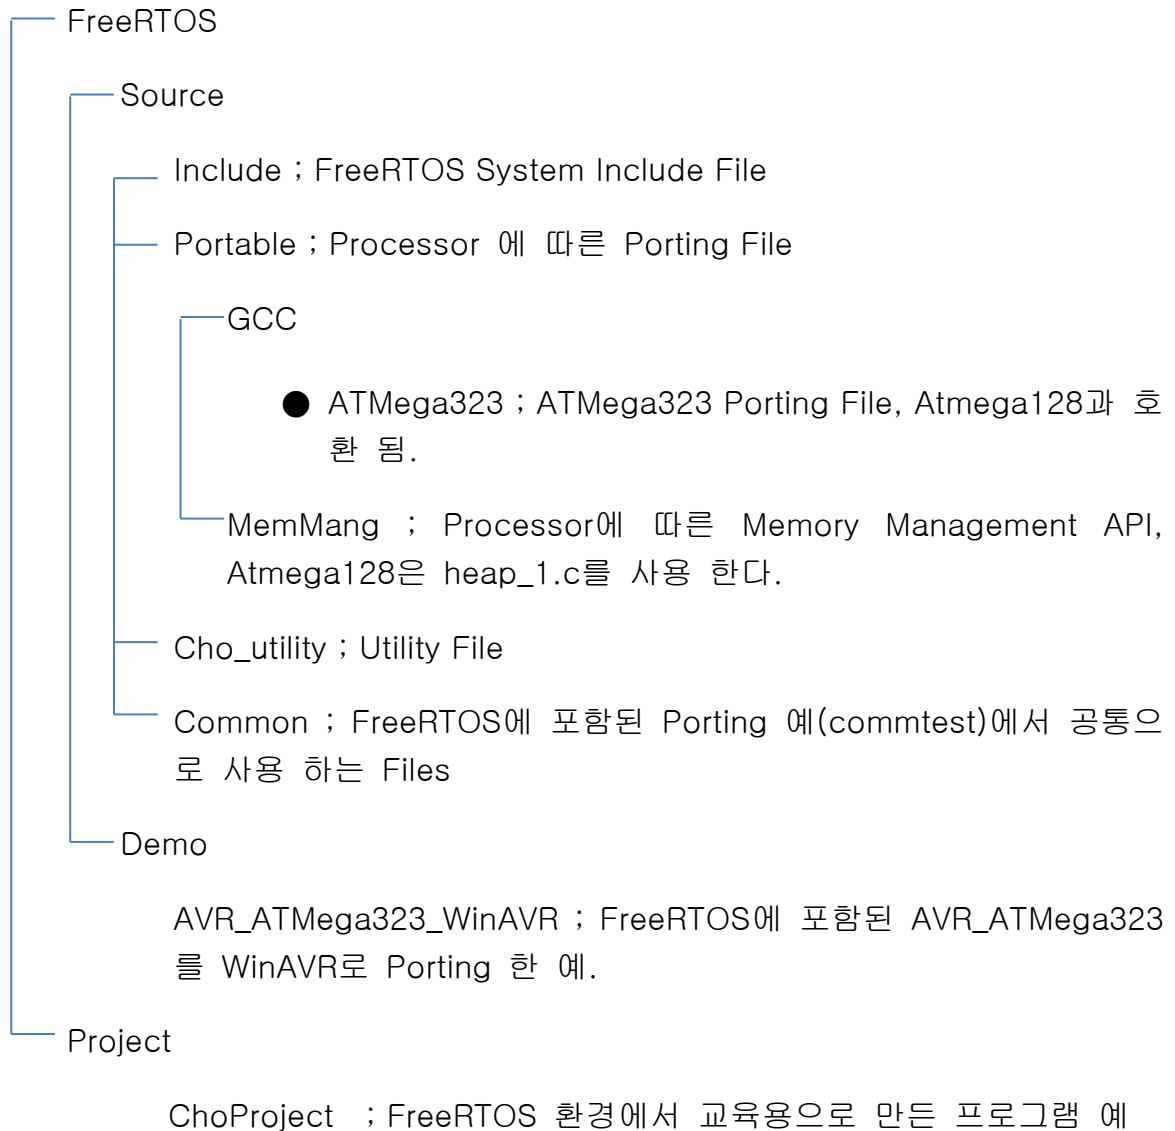 FreeRTOS
Source
Include ; FreeRTOS System Include File
Portable ; Processor 에 따른 Porting File
GCC
● ATMega323 ; ATMega323 Porting File, Atmega128과 호
환 됨.
MemMang ; Processor에 따른 Memory Management API,
Atmega128은 heap_1.c를 사용 한다.
Cho_utility ; Utility File
Common ; FreeRTOS에 포함된 Porting 예(commtest)에서 공통으
로 사용 하는 Files
Demo
AVR_ATMega323_WinAVR ; FreeRTOS에 포함된 AVR_ATMega323
를 WinAVR로 Porting 한 예.
Project
ChoProject ; FreeRTOS 환경에서 교육용으로 만든 프로그램 예